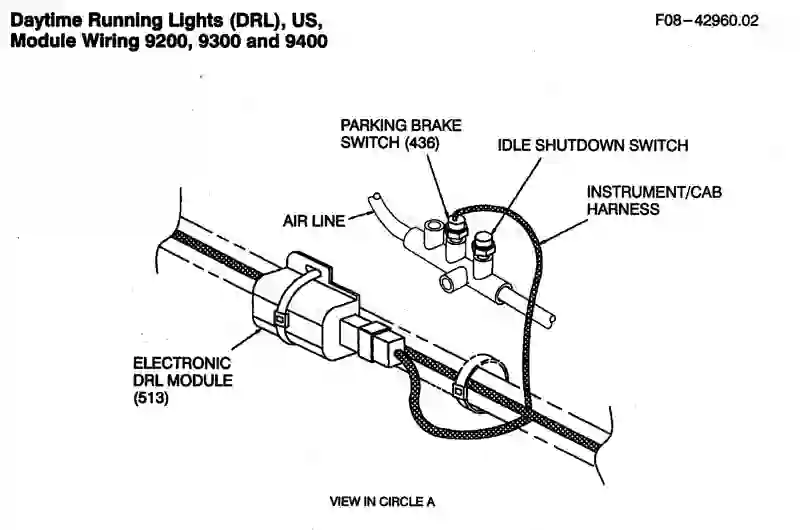 Daytime Running Lights (DRL), US,
Module Wiring 9200, 9300 and 9400
F08-42960.02
PARKING BRAKE
SWITCH (436)
IDLE SHUTDOWN SWITCH
INSTRUMENT/CAB
HARNESS
AIR LINE
ELECTRONIC
DRL MODULE
(513)
VIEW IN CIRCLE A